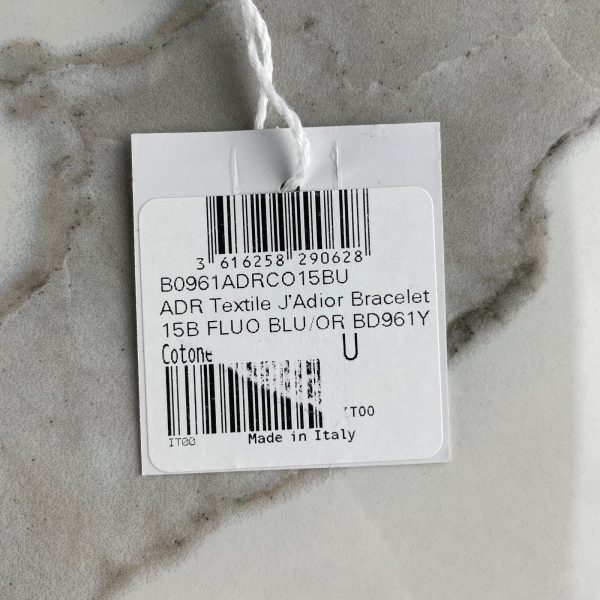 3 616258 290628
B0961ADRCO15BU
ADR Textile J'Adior Bracelet
15B FLUO BLU/OR BD961Y
Cotone U
IT00
IT00 Made in Italy